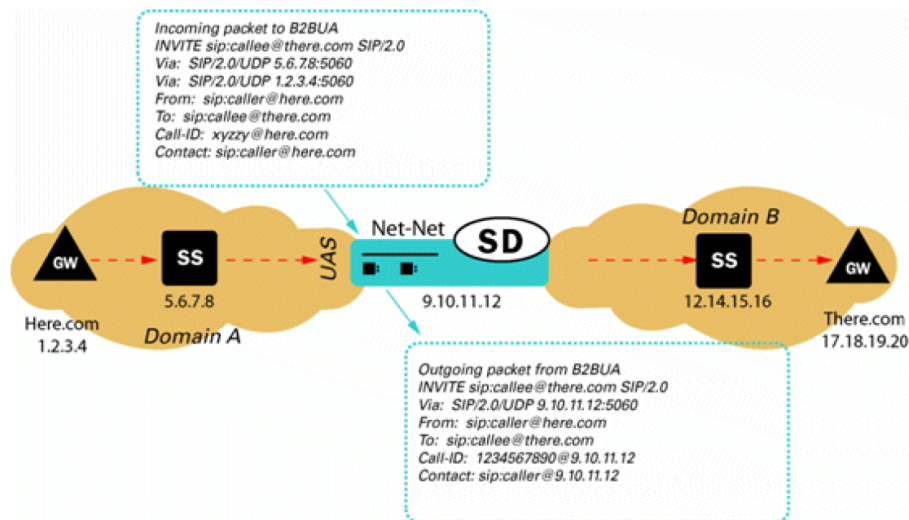 Incoming packet to B2BUA
INVITE sip:callee@there.com SIP/2.0
Via: SIP/2.0/UDP 5.6.7.8:5060
Via: SIP/2.0/UDP 1.2.3.4:5060
From: sip:caller@here.com
To: sip:callee@there.com
Call-ID: xyzzy@here.com
Contact: sip:caller@here.com
GW
Here.com
1.2.3.4
SS
5.6.7.8
Domain A
UAS
Net-Net
SD
9.10.11.12
Domain B
SS
12.14.15.16
GW
There.com
17.18.19.20
Outgoing packet from B2BUA
INVITE sip:callee@there.com SIP/2.0
Via: SIP/2.0/UDP 9.10.11.12:5060
From: sip:caller@here.com
To: sip:callee@there.com
Call-ID: 1234567890@9.10.11.12
Contact: sip:caller@9.10.11.12